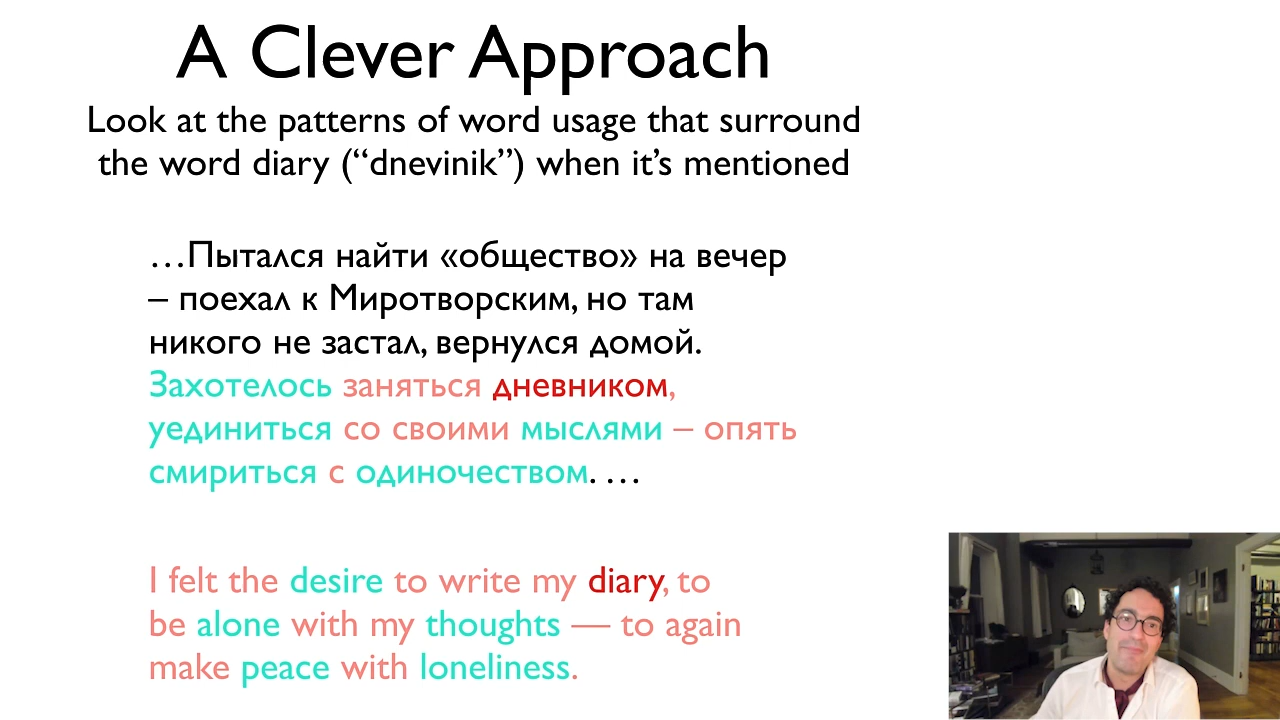 A Clever Approach
Look at the patterns of word usage that surround
the word diary (“dnevinik”) when it’s mentioned
…Пытался найти «общество» на вечер
– поехал к Миротворским, но там
никого не застал, вернулся домой.
Захотелось заняться дневником,
уединиться со своими мыслями – опять
смириться с одиночеством. …
I felt the desire to write my diary, to
be alone with my thoughts — to again
make peace with loneliness.